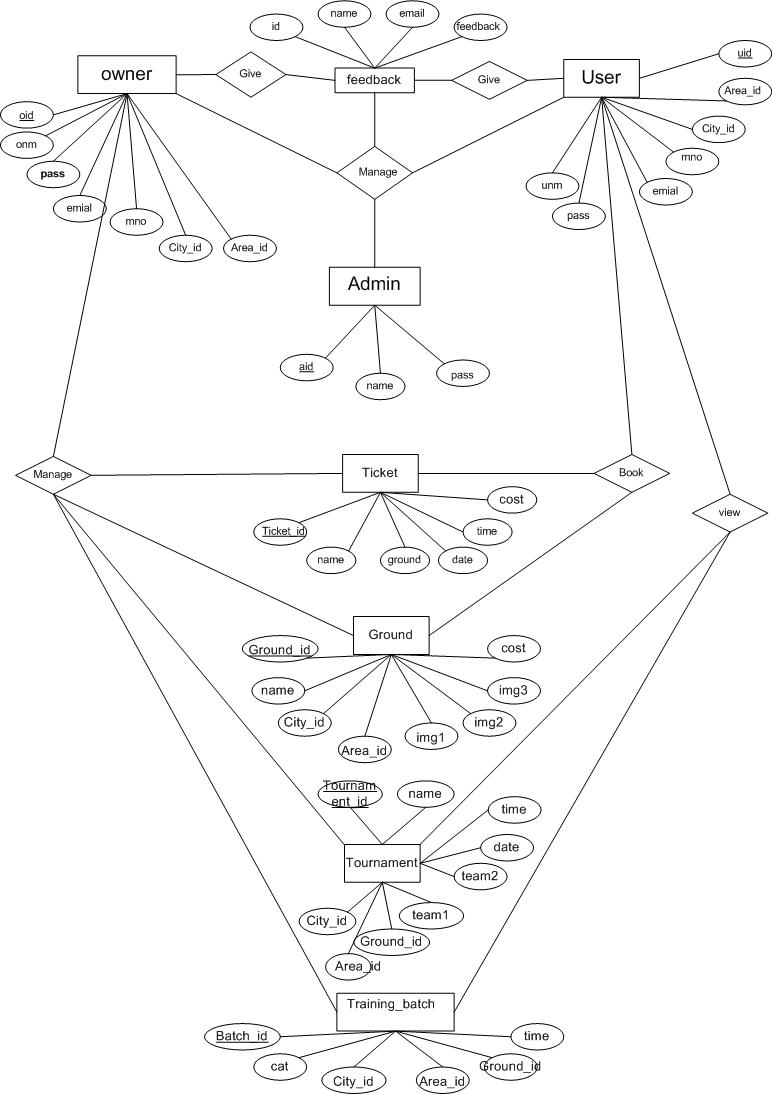 name
email
id
feedback
owner
Give
feedback
Give
User
uid
Area_id
City_id
mno
emial
unm
pass
oid
onm
pass
emial
mno
City_id
Area_id
Manage
Admin
aid
name
pass
Manage
Ticket
Book
cost
Ticket_id
time
name
ground
date
view
Ground
Ground_id
cost
name
img3
City_id
img2
Area_id
img1
Tournam
ent_id
name
time
date
Tournament
team2
City_id
team1
Ground_id
Area_id
Training_batch
Batch_id
time
cat
Ground_id
City_id
Area_id